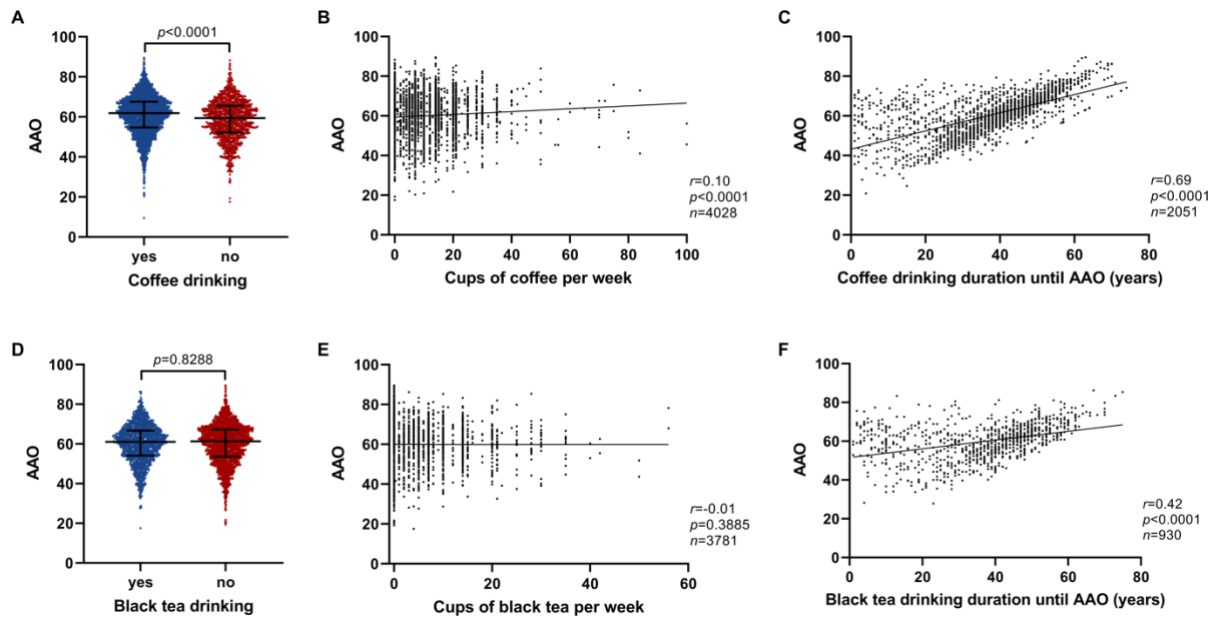 A
p<0.0001
AAO
100
80
60
40
20
0
yes
no
Coffee drinking
B
AAO
100
80
60
40
20
0
r=0.10
p<0.0001
n=4028
0
20
40
60
80
100
Cups of coffee per week
C
AAO
100
80
60
40
20
0
r=0.69
p<0.0001
n=2051
0
20
40
60
80
Coffee drinking duration until AAO (years)
D
p=0.8288
AAO
100
80
60
40
20
0
yes
no
Black tea drinking
E
AAO
100
80
60
40
20
0
r=-0.01
p=0.3885
n=3781
0
20
40
60
Cups of black tea per week
F
AAO
100
80
60
40
20
0
r=0.42
p<0.0001
n=930
0
20
40
60
80
Black tea drinking duration until AAO (years)